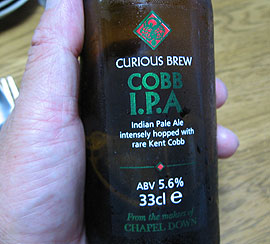 CURIOUS BREW
COBB
I.P.A
Indian Pale Ale
intensely hopped with
rare Kent Cobb
ABV 5.6%
33cl e
From the makers of
CHAPEL DOWN